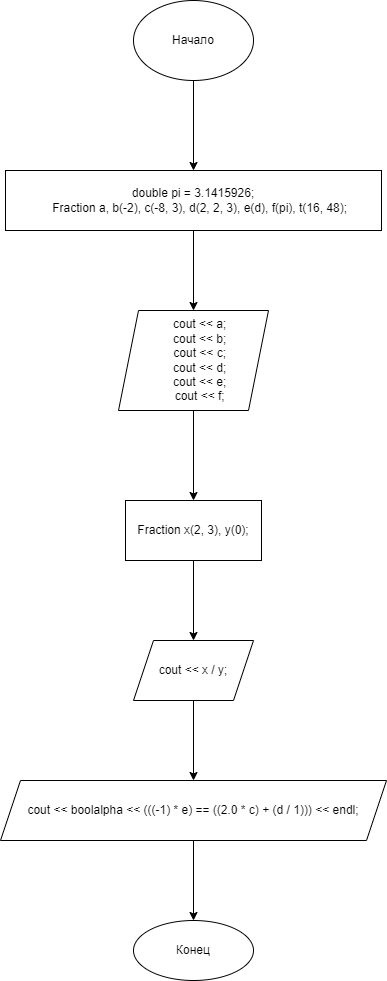 Начало
double pi = 3.1415926;
Fraction a, b(-2), c(-8, 3), d(2, 2, 3), e(d), f(pi), t(16, 48);
cout << a;
cout << b;
cout << c;
cout << d;
cout << e;
cout << f;
Fraction x(2, 3), y(0);
cout << x / y;
cout << boolalpha << (((-1) * e) == ((2.0 * c) + (d / 1))) << endl;
Конец